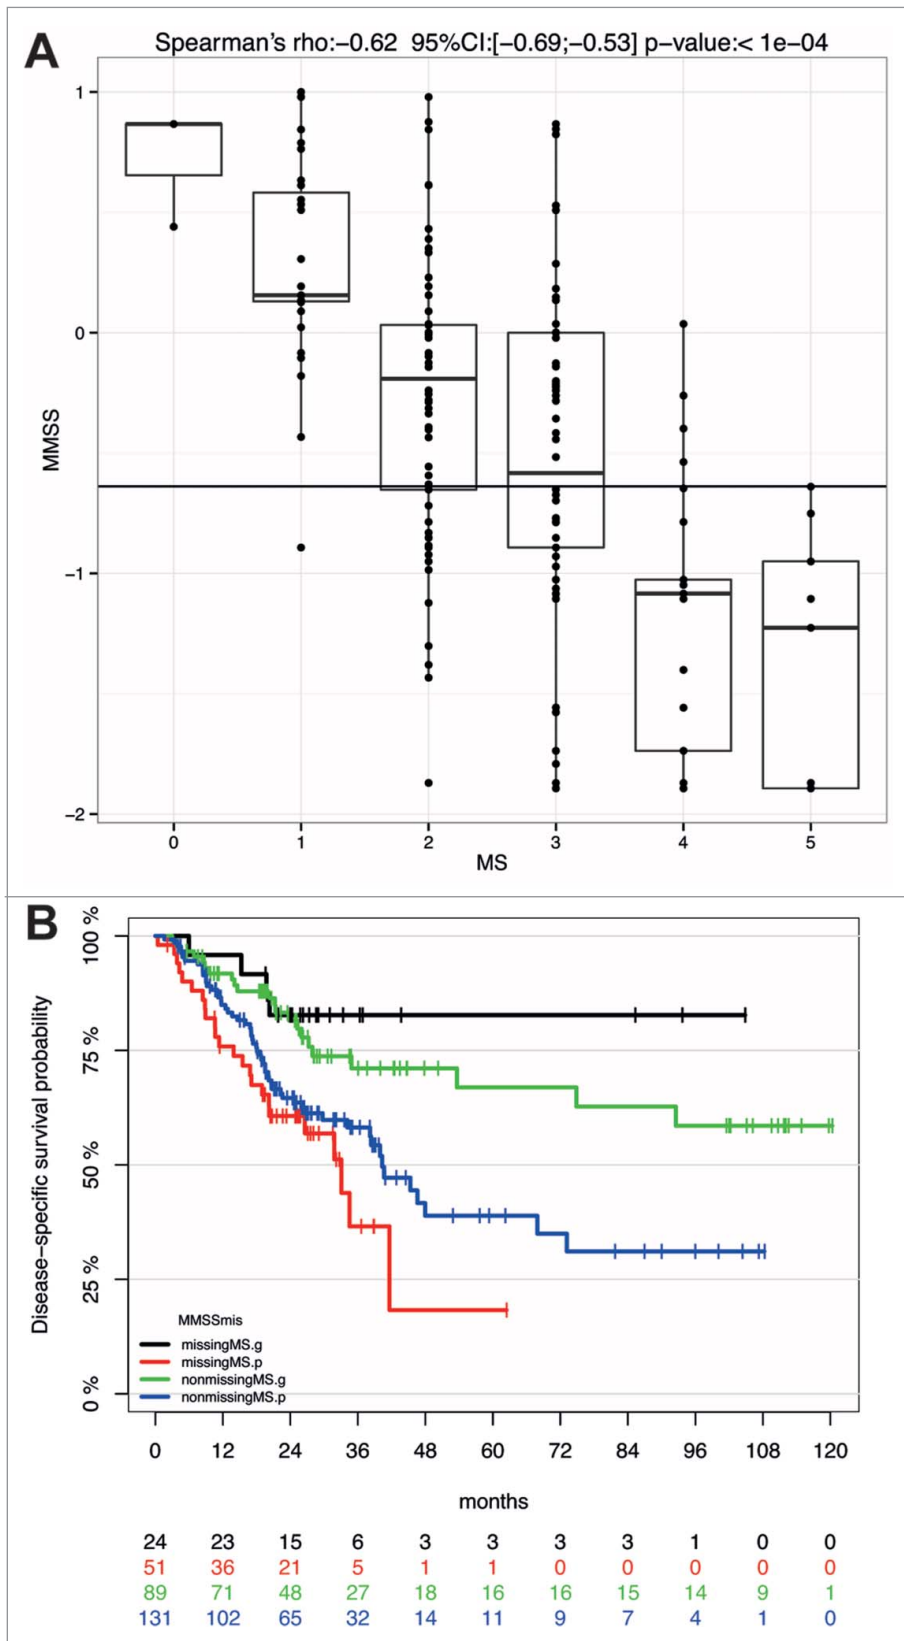 A
Spearman's rho:−0.62 95%CI:[−0.69;−0.53] p−value:< 1e−04
1
0
−1
−2
MMSS
0 1 2 3 4 5
MS
B
100 %
75 %
50 %
25 %
0 %
Disease−specific survival probability
MMSSmis
missingMS.g
missingMS.p
nonmissingMS.g
nonmissingMS.p
0 12 24 36 48 60 72 84 96 108 120
months
24 23 15 6 3 3 3 3 1 0 0
51 36 21 5 1 1 0 0 0 0 0
89 71 48 27 18 16 16 15 14 9 1
131 102 65 32 14 11 9 7 4 1 0